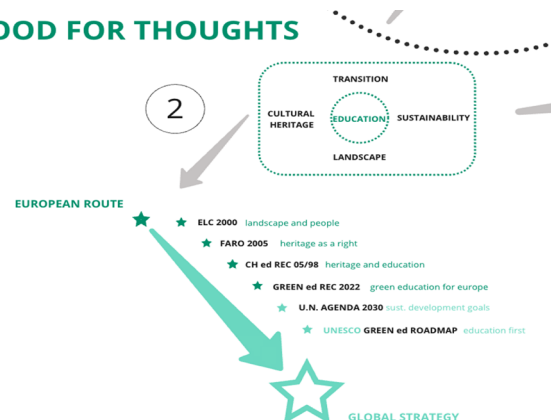 OOD FOR THOUGHTS
2
TRANSITION
CULTURAL
HERITAGE
EDUCATION
SUSTAINABILITY
LANDSCAPE
EUROPEAN ROUTE
ELC 2000 landscape and people
FARO 2005 heritage as a right
CH ed REC 05/98 heritage and education
GREEN ed REC 2022 green education for europe
U.N. AGENDA 2030 sust. development goals
UNESCO GREEN ed ROADMAP education first
GLOBAL STRATEGY